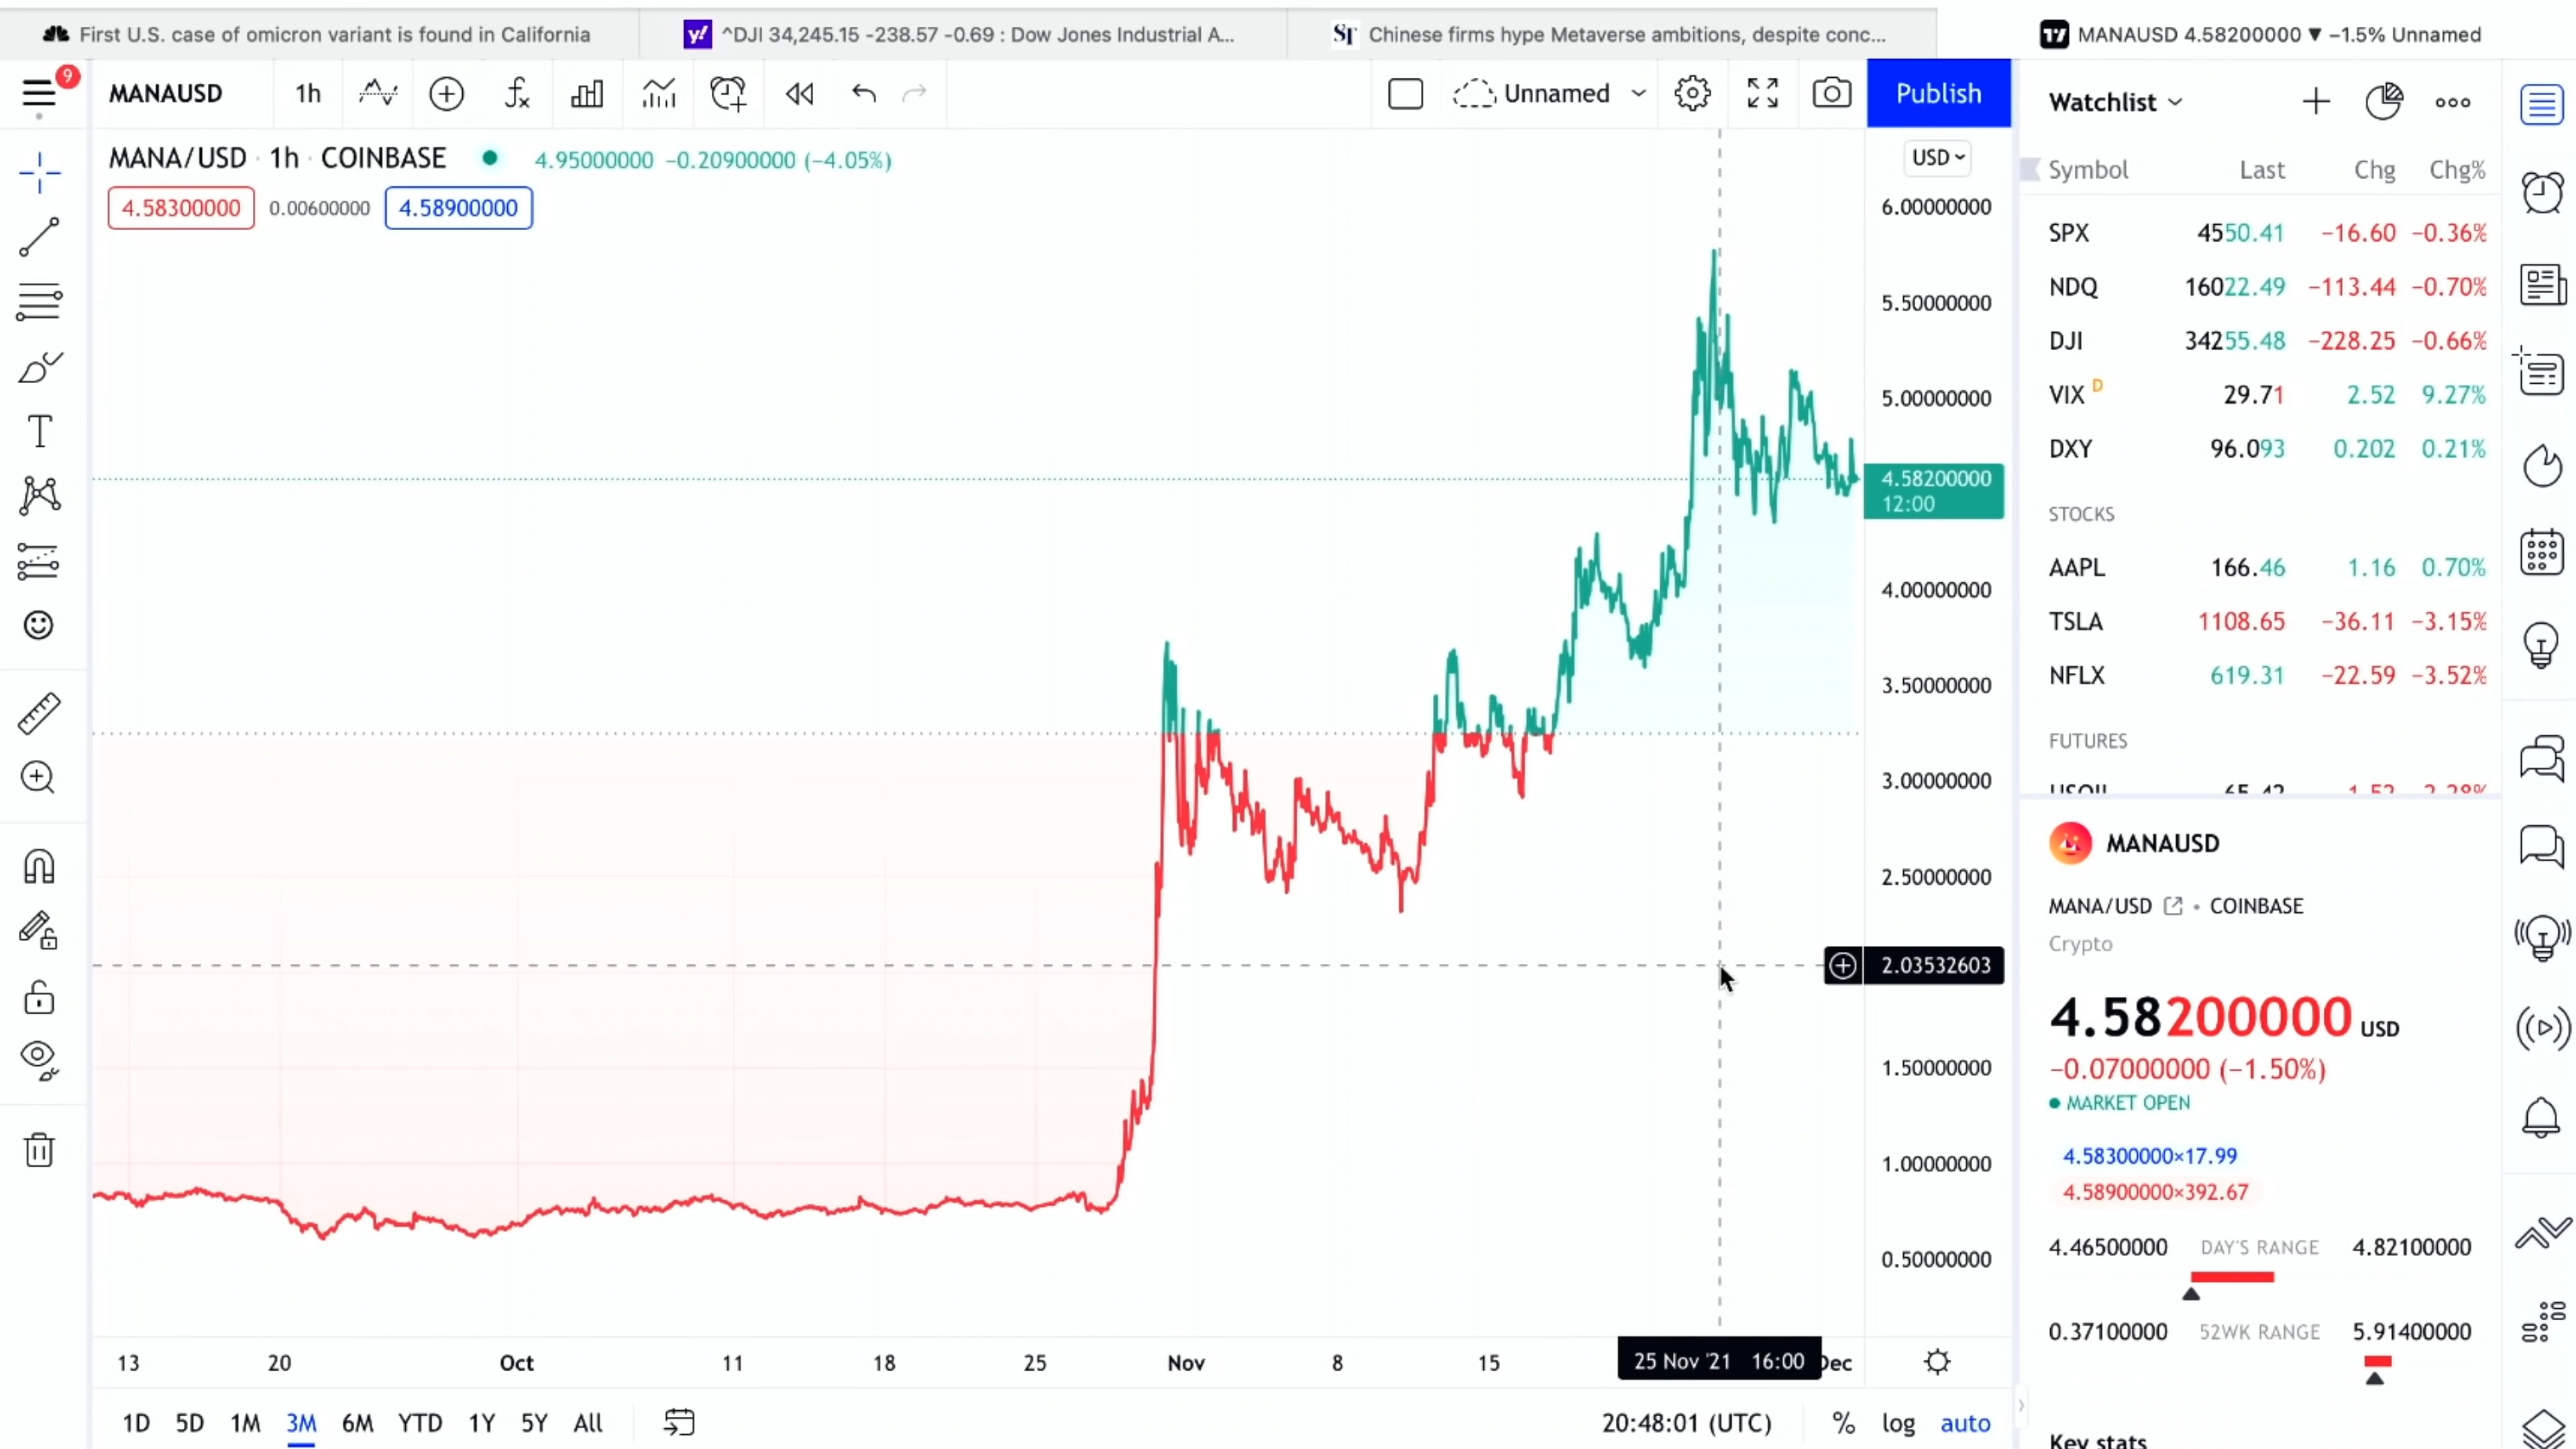 First U.S. case of omicron variant is found in California
y! ^DJI 34,245.15 -238.57 -0.69 : Dow Jones Industrial A...
ST Chinese firms hype Metaverse ambitions, despite conc...
MANAUSD 4.58200000 ▼ −1.5% Unnamed
9
MANAUSD 1h fx Unnamed Publish
MANA/USD · 1h · COINBASE 4.95000000 −0.20900000 (−4.05%)
4.58300000 0.00600000 4.58900000
USD
6.00000000
5.50000000
5.00000000
4.58200000
12:00
4.00000000
3.50000000
3.00000000
2.50000000
2.03532603
1.50000000
1.00000000
0.50000000
13 20 Oct 11 18 25 Nov 8 15 25 Nov '21 16:00 Dec
1D 5D 1M 3M 6M YTD 1Y 5Y All
20:48:01 (UTC) % log auto
Watchlist
Symbol Last Chg Chg%
SPX 4550.41 −16.60 −0.36%
NDQ 16022.49 −113.44 −0.70%
DJI 34255.48 −228.25 −0.66%
VIX D 29.71 2.52 9.27%
DXY 96.093 0.202 0.21%
STOCKS
AAPL 166.46 1.16 0.70%
TSLA 1108.65 −36.11 −3.15%
NFLX 619.31 −22.59 −3.52%
FUTURES
USOIL 65.42 −1.52 −2.28%
MANAUSD
MANA/USD • COINBASE
Crypto
4.58200000 USD
−0.07000000 (−1.50%)
MARKET OPEN
4.58300000×17.99
4.58900000×392.67
4.46500000 DAY'S RANGE 4.82100000
0.37100000 52WK RANGE 5.91400000
Key stats